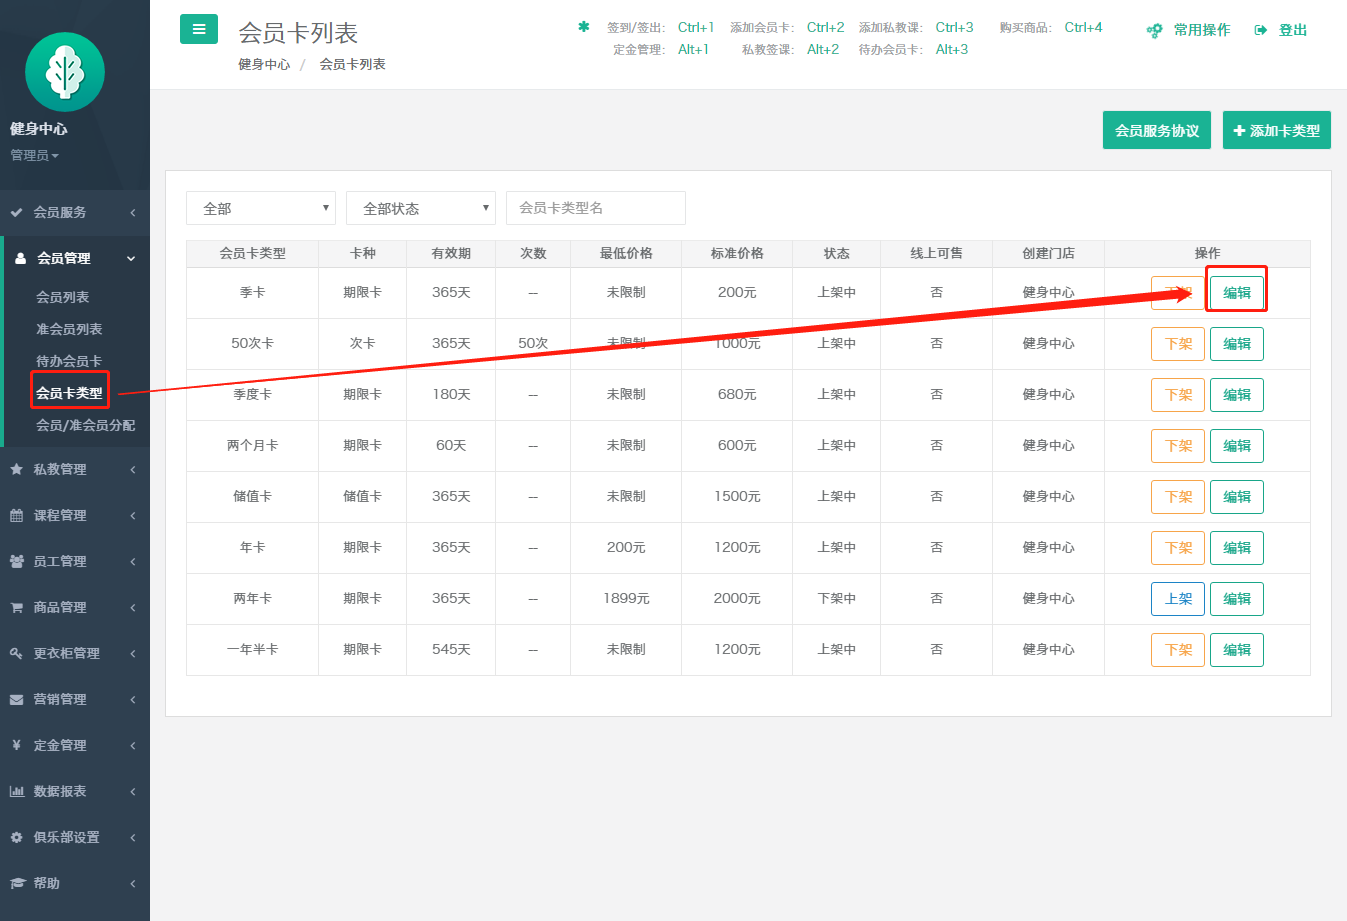 会员卡列表
健身中心 / 会员卡列表
签到/签出: Ctrl+1 添加会员卡: Ctrl+2 添加私教课: Ctrl+3 购买商品: Ctrl+4
定金管理: Alt+1 私教签课: Alt+2 待办会员卡: Alt+3
常用操作 登出
健身中心
管理员
会员服务
会员管理
会员列表
准会员列表
待办会员卡
会员卡类型
会员/准会员分配
私教管理
课程管理
员工管理
商品管理
更衣柜管理
营销管理
定金管理
数据报表
俱乐部设置
帮助
会员服务协议 添加卡类型
全部 全部状态 会员卡类型名
会员卡类型 卡种 有效期 次数 最低价格 标准价格 状态 线上可售 创建门店 操作
季卡 期限卡 365天 -- 未限制 200元 上架中 否 健身中心 下架 编辑
50次卡 次卡 365天 50次 未限制 1000元 上架中 否 健身中心 下架 编辑
季度卡 期限卡 180天 -- 未限制 680元 上架中 否 健身中心 下架 编辑
两个月卡 期限卡 60天 -- 未限制 600元 上架中 否 健身中心 下架 编辑
储值卡 储值卡 365天 -- 未限制 1500元 上架中 否 健身中心 下架 编辑
年卡 期限卡 365天 -- 200元 1200元 上架中 否 健身中心 下架 编辑
两年卡 期限卡 365天 -- 1899元 2000元 下架中 否 健身中心 上架 编辑
一年半卡 期限卡 545天 -- 未限制 1200元 上架中 否 健身中心 下架 编辑